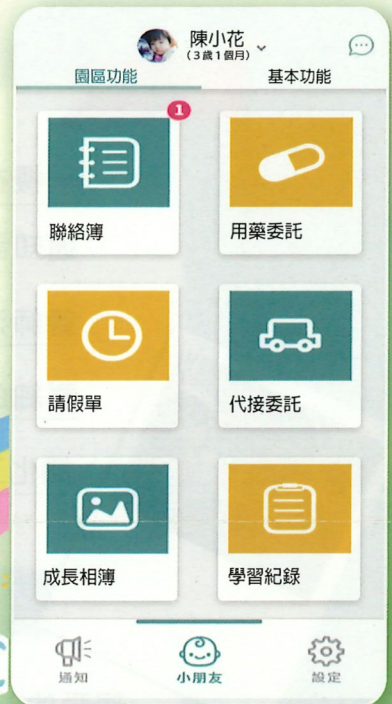 陳小花
(3歲1個月)
園區功能
基本功能
1
聯絡簿
用藥委託
請假單
代接委託
成長相簿
學習紀錄
通知
小朋友
設定